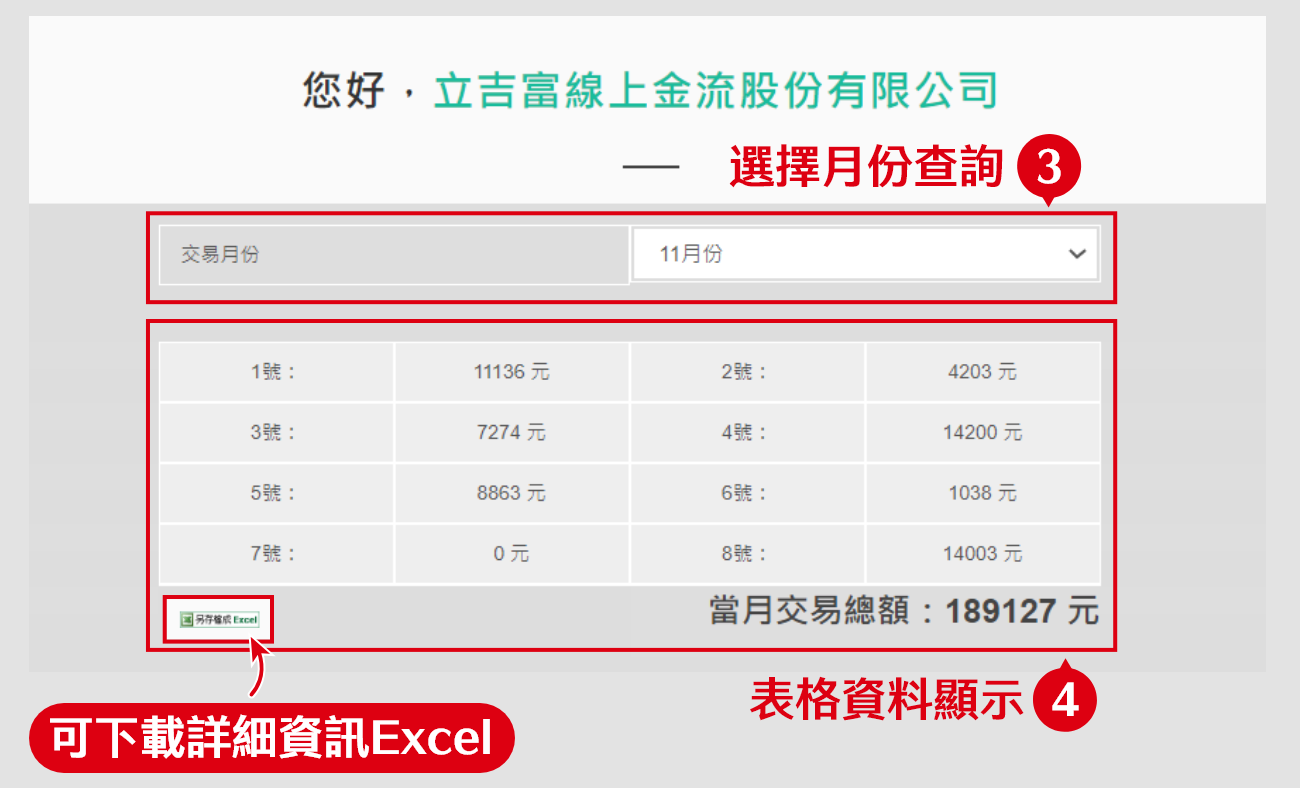 您好，立吉富線上金流股份有限公司
選擇月份查詢 3
交易月份 11月份
1號： 11136 元 2號： 4203 元
3號： 7274 元 4號： 14200 元
5號： 8863 元 6號： 1038 元
7號： 0 元 8號： 14003 元
另存檔成 Excel 當月交易總額：189127 元
表格資料顯示 4
可下載詳細資訊Excel